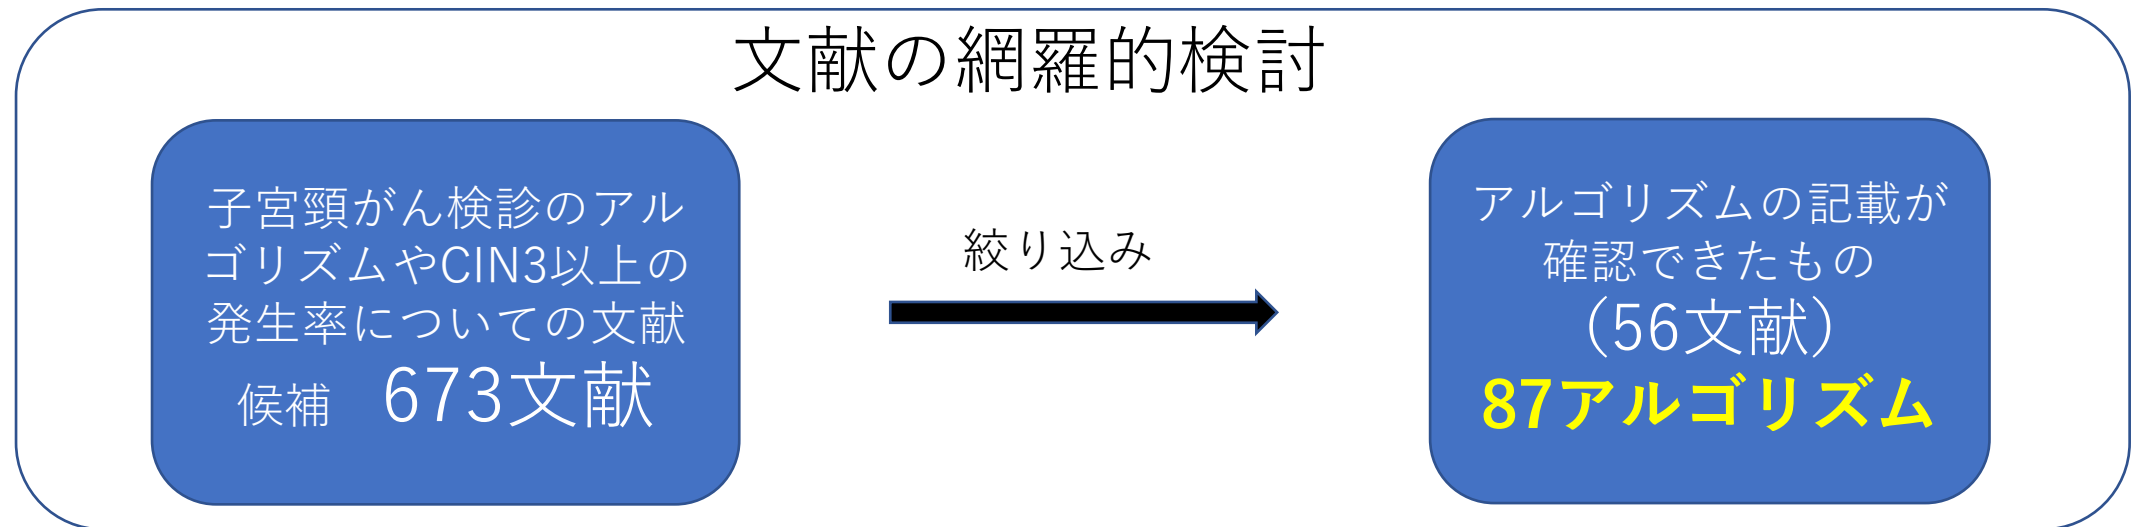 文献の網羅的検討
子宮頸がん検診のアル
ゴリズムやCIN3以上の
発生率についての文献
候補　673文献
絞り込み
アルゴリズムの記載が
確認できたもの
（56文献）
87アルゴリズム